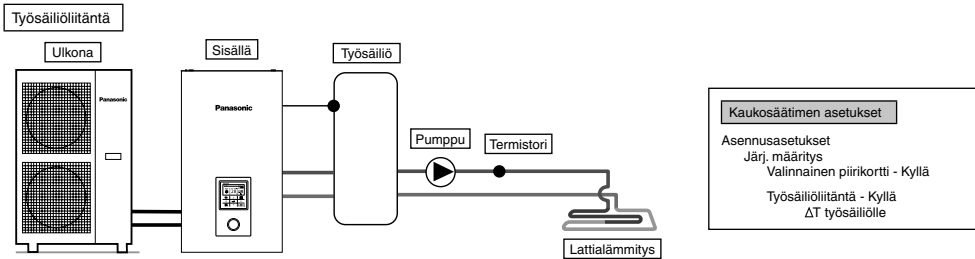 Työsäiliöliitäntä
Ulkona
Sisällä
Työsäiliö
Panasonic
Panasonic
Pumppu
Termistori
Lattialämmitys
Kaukosäätimen asetukset
Asennusasetukset
Järj. määritys
Valinnainen piirikortti - Kyllä
Työsäiliöliitäntä - Kyllä
ΔT työsäiliölle